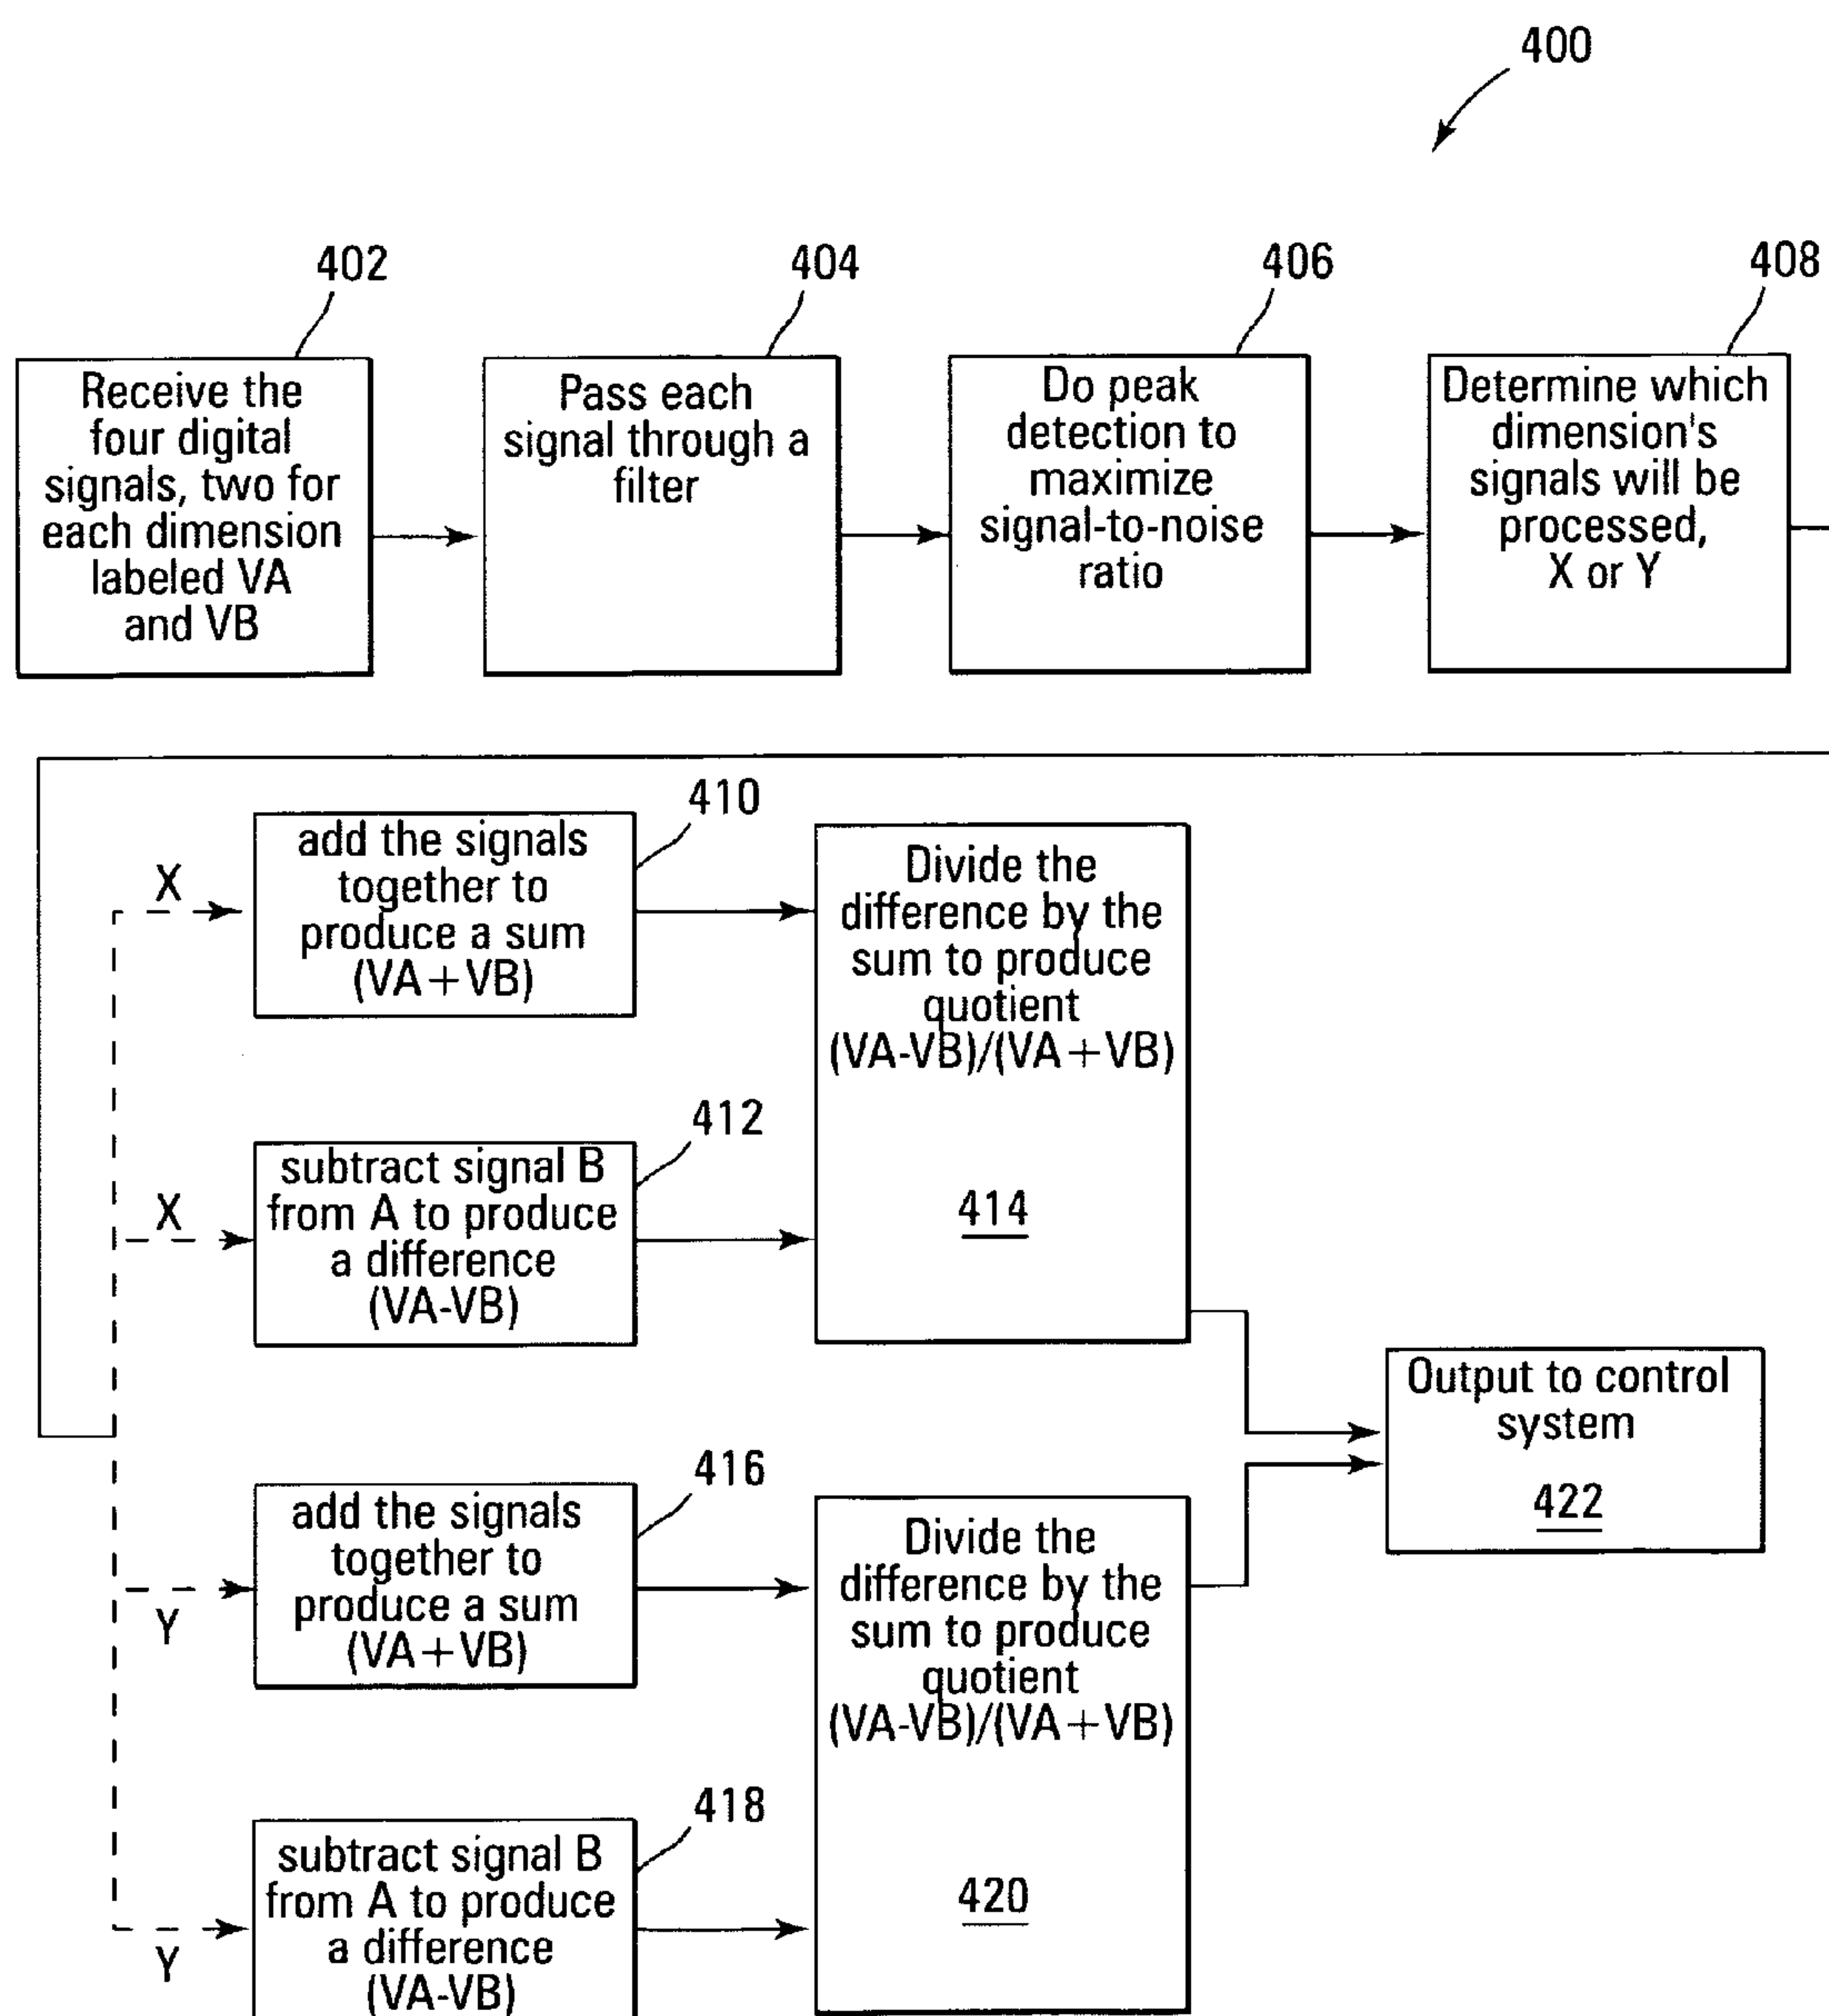 400
402
Receive the
four digital
signals, two for
each dimension
labeled VA
and VB
404
Pass each
signal through a
filter
406
Do peak
detection to
maximize
signal-to-noise
ratio
408
Determine which
dimension's
signals will be
processed,
X or Y
X
410
add the signals
together to
produce a sum
(VA+VB)
X
412
subtract signal B
from A to produce
a difference
(VA-VB)
Divide the
difference by the
sum to produce
quotient
(VA-VB)/(VA+VB)
414
Y
416
add the signals
together to
produce a sum
(VA+VB)
Y
418
subtract signal B
from A to produce
a difference
(VA-VB)
Divide the
difference by the
sum to produce
quotient
(VA-VB)/(VA+VB)
420
Output to control
system
422